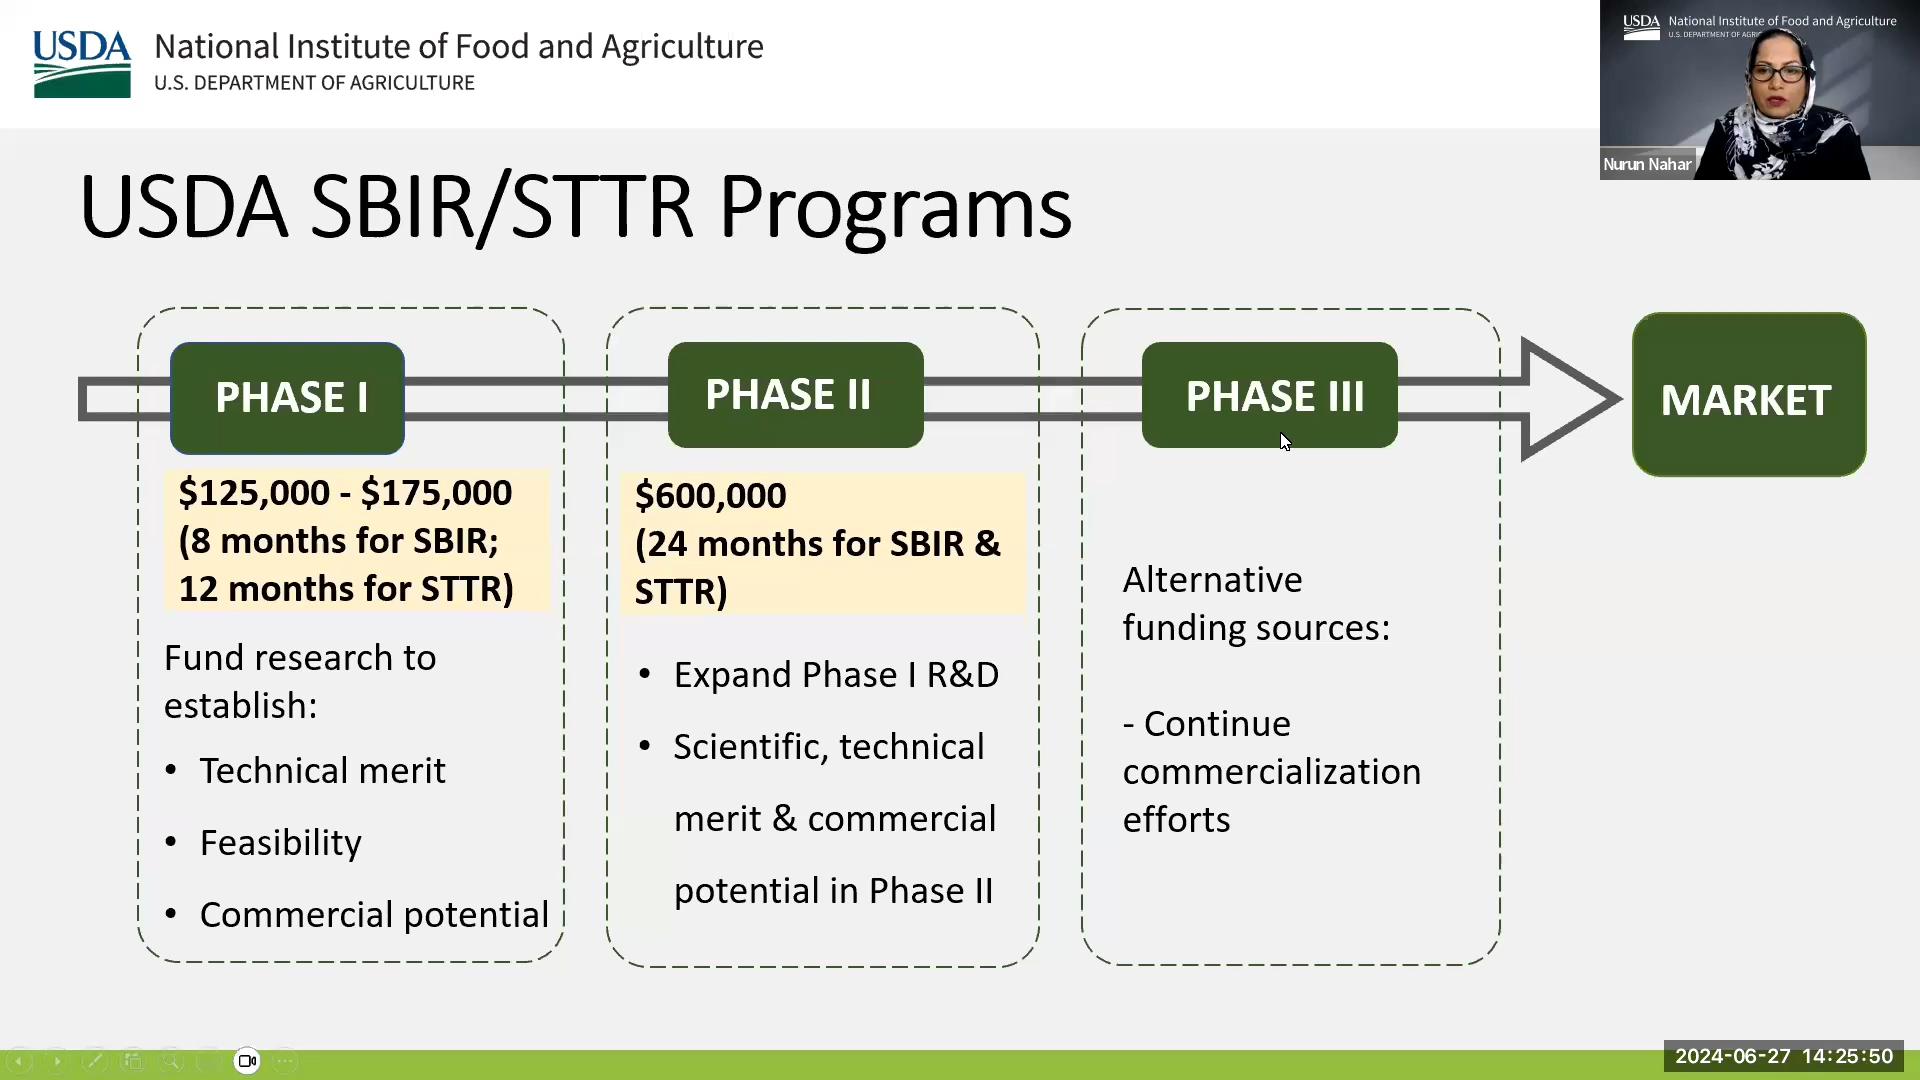 USDA
National Institute of Food and Agriculture
U.S. DEPARTMENT OF AGRICULTURE
USDA
National Institute of Food and Agriculture
U.S. DEPARTMENT OF
Nurun Nahar
USDA SBIR/STTR Programs
PHASE I
PHASE II
PHASE III
MARKET
$125,000 - $175,000
(8 months for SBIR;
12 months for STTR)
Fund research to
establish:
• Technical merit
• Feasibility
• Commercial potential
$600,000
(24 months for SBIR &
STTR)
• Expand Phase I R&D
• Scientific, technical
merit & commercial
potential in Phase II
Alternative
funding sources:
- Continue
commercialization
efforts
2024-06-27 14:25:50